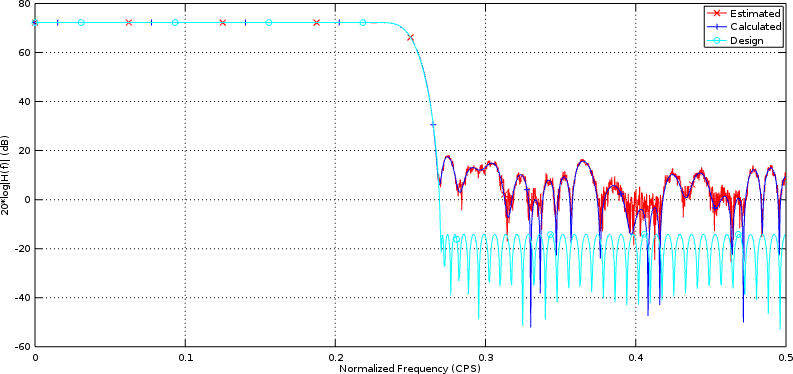 80
60
40
20
0
-20
-40
-60
20*log|H(f)| (dB)
0
0.1
0.2
0.3
0.4
0.5
Normalized Frequency (CPS)
Estimated
Calculated
Design